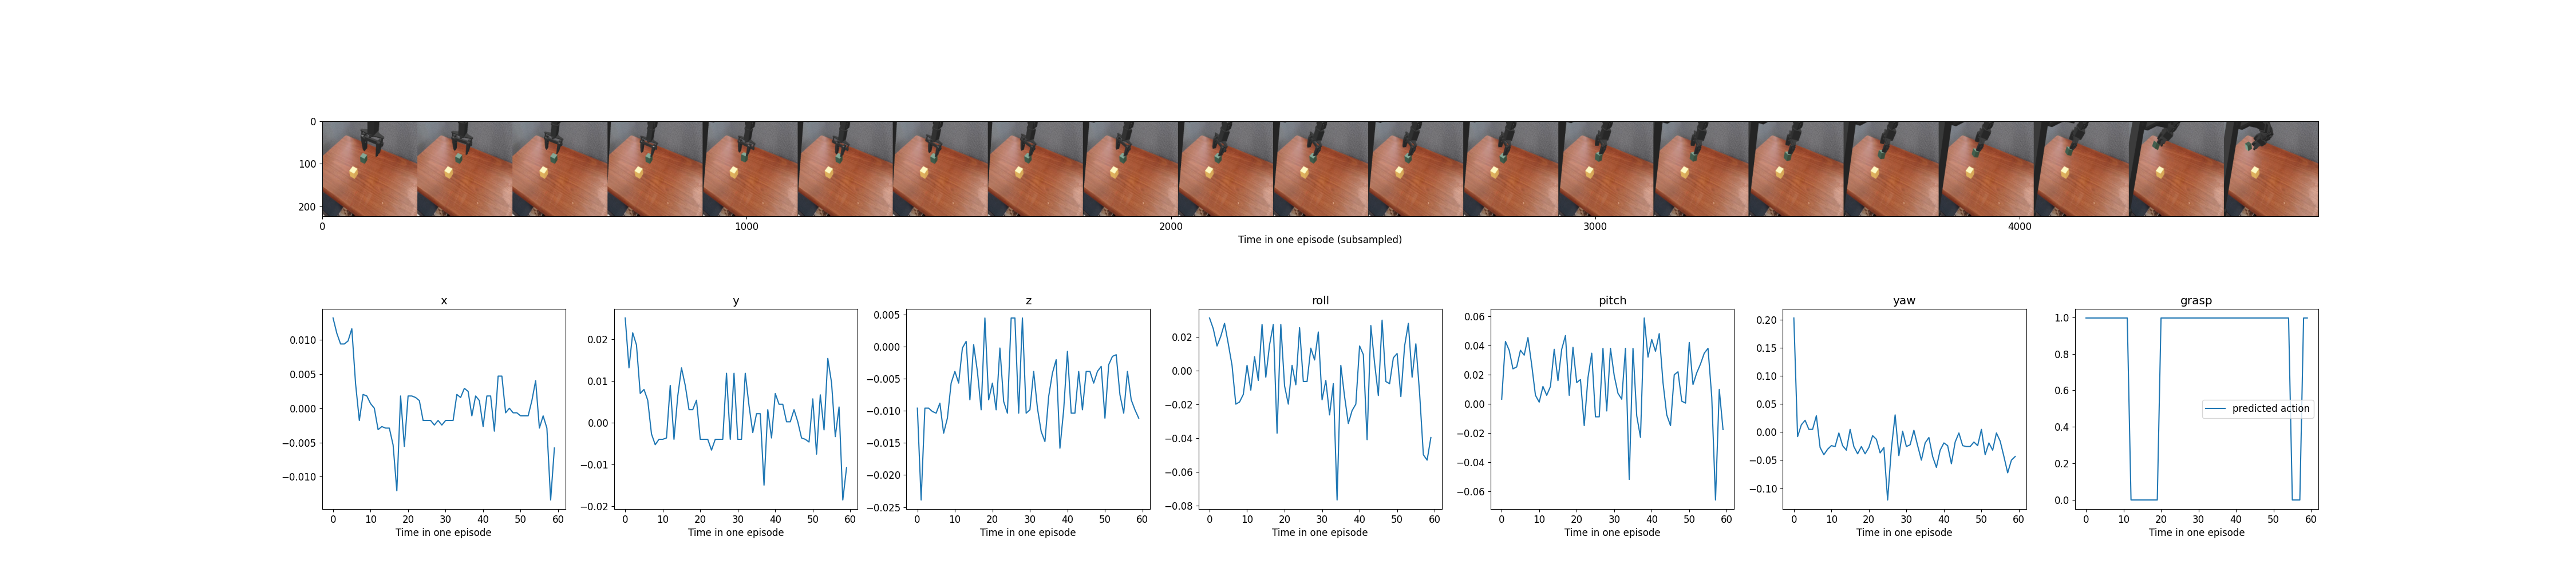 0
100
200
0 1000 2000 3000 4000
Time in one episode (subsampled)
x y z roll pitch yaw grasp
0.010
0.005
0.000
−0.005
−0.010
0 10 20 30 40 50 60
Time in one episode
0.02
0.01
0.00
−0.01
−0.02
0 10 20 30 40 50 60
Time in one episode
0.005
0.000
−0.005
−0.010
−0.015
−0.020
−0.025
0 10 20 30 40 50 60
Time in one episode
0.02
0.00
−0.02
−0.04
−0.06
−0.08
0 10 20 30 40 50 60
Time in one episode
0.06
0.04
0.02
0.00
−0.02
−0.04
−0.06
0 10 20 30 40 50 60
Time in one episode
0.20
0.15
0.10
0.05
0.00
−0.05
−0.10
0 10 20 30 40 50 60
Time in one episode
1.0
0.8
0.6
0.4
0.2
0.0
predicted action
0 10 20 30 40 50 60
Time in one episode